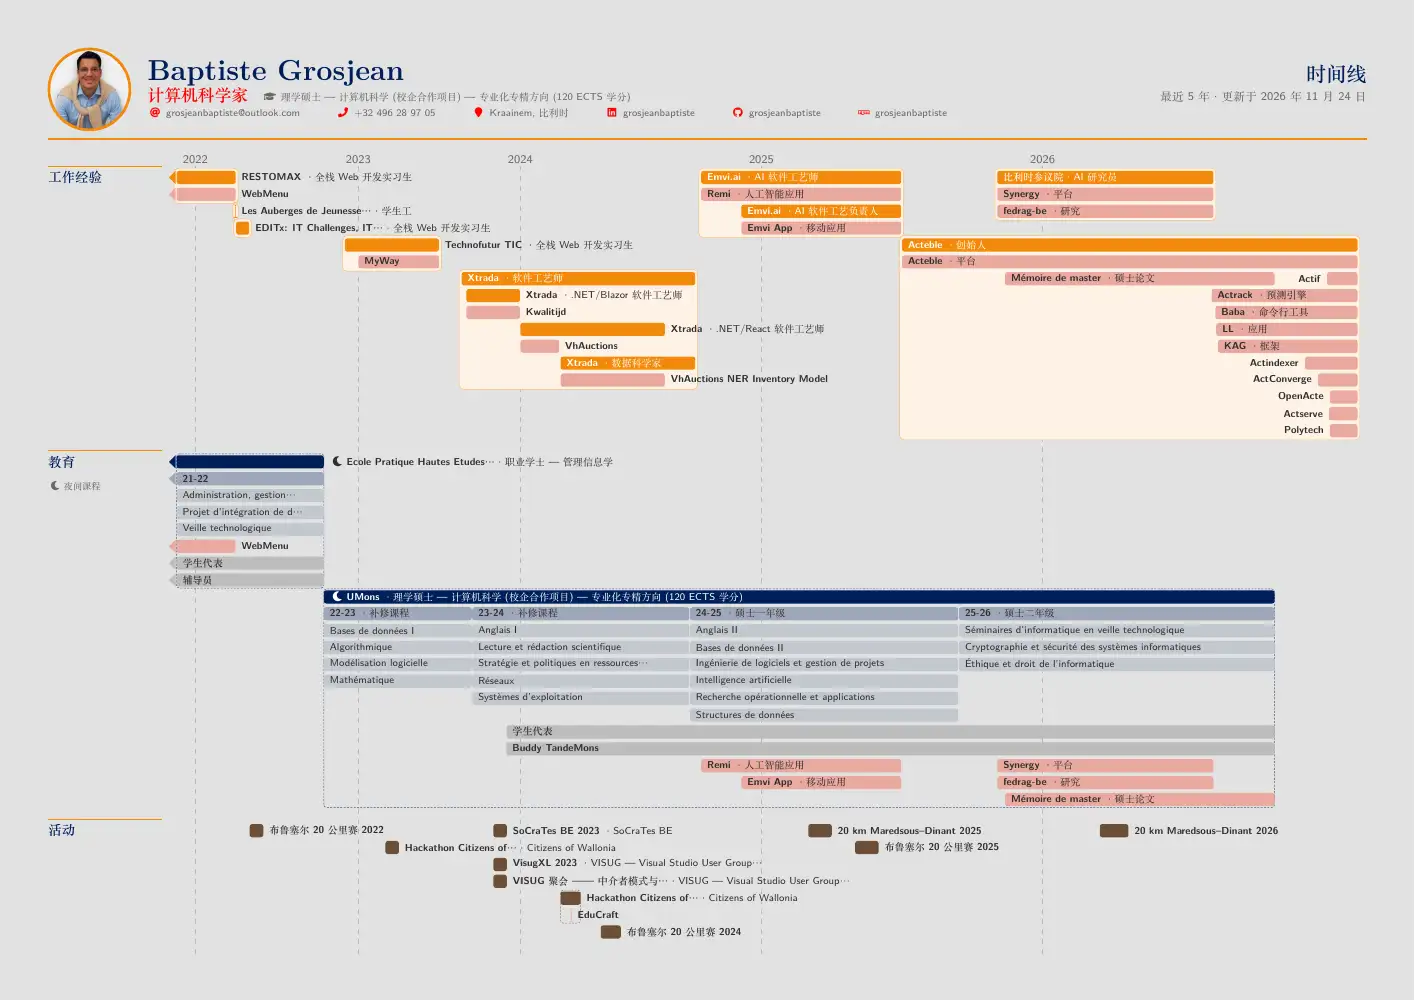 Baptiste Grosjean
时间线
计算机科学家 理学硕士 — 计算机科学 (校企合作项目) — 专业化专精方向 (120 ECTS 学分)
最近 5 年 · 更新于 2026 年 11 月 24 日
grosjeanbaptiste@outlook.com +32 496 28 97 05 Kraainem, 比利时 grosjeanbaptiste grosjeanbaptiste grosjeanbaptiste
2022 2023 2024 2025 2026
工作经验
RESTOMAX · 全栈 Web 开发实习生
Emvi.ai · AI 软件工艺师
比利时参议院 · AI 研究员
WebMenu
Remi · 人工智能应用
Synergy · 平台
Les Auberges de Jeunesse··· · 学生工
Emvi.ai · AI 软件工艺负责人
fedrag-be · 研究
EDITx: IT Challenges, IT··· · 全栈 Web 开发实习生
Emvi App · 移动应用
Technofutur TIC · 全栈 Web 开发实习生
Acteble · 创始人
MyWay
Acteble · 平台
Xtrada · 软件工艺师
Mémoire de master · 硕士论文
Actif
Xtrada · .NET/Blazor 软件工艺师
Actrack · 预测引擎
Kwalitijd
Baba · 命令行工具
Xtrada · .NET/React 软件工艺师
LL · 应用
VhAuctions
KAG · 框架
Xtrada · 数据科学家
Actindexer
VhAuctions NER Inventory Model
ActConverge
OpenActe
Actserve
Polytech
教育
夜间课程
Ecole Pratique Hautes Etudes··· · 职业学士 — 管理信息学
21-22
Administration, gestion···
Projet d'intégration de d···
Veille technologique
WebMenu
学生代表
辅导员
UMons · 理学硕士 — 计算机科学 (校企合作项目) — 专业化专精方向 (120 ECTS 学分)
22-23 · 补修课程 23-24 · 补修课程 24-25 · 硕士一年级 25-26 · 硕士二年级
Bases de données I Anglais I Anglais II Séminaires d'informatique en veille technologique
Algorithmique Lecture et rédaction scientifique Bases de données II Cryptographie et sécurité des systèmes informatiques
Modélisation logicielle Stratégie et politiques en ressources··· Ingénierie de logiciels et gestion de projets Éthique et droit de l'informatique
Mathématique Réseaux Intelligence artificielle
Systèmes d'exploitation Recherche opérationnelle et applications
Structures de données
学生代表
Buddy TandeMons
Remi · 人工智能应用 Synergy · 平台
Emvi App · 移动应用 fedrag-be · 研究
Mémoire de master · 硕士论文
活动
布鲁塞尔 20 公里赛 2022 SoCraTes BE 2023 · SoCraTes BE 20 km Maredsous–Dinant 2025 20 km Maredsous–Dinant 2026
Hackathon Citizens of··· · Citizens of Wallonia 布鲁塞尔 20 公里赛 2025
VisugXL 2023 · VISUG — Visual Studio User Group···
VISUG 聚会 —— 中介者模式与··· · VISUG — Visual Studio User Group···
Hackathon Citizens of··· · Citizens of Wallonia
EduCraft
布鲁塞尔 20 公里赛 2024